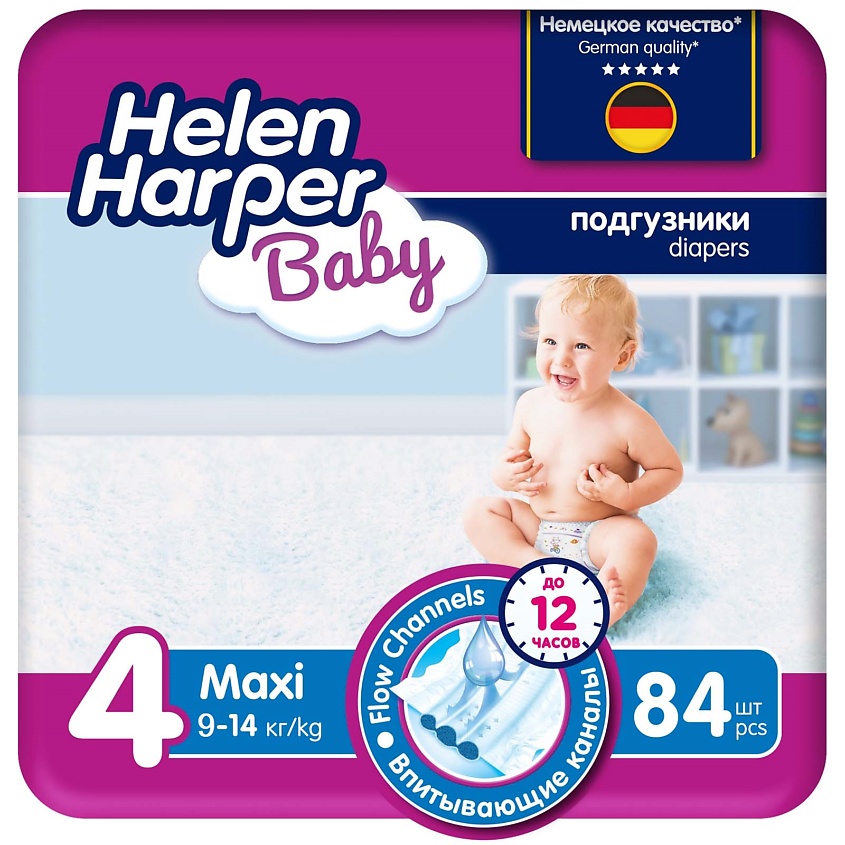 Немецкое качество*
German quality*
Helen
Harper
Baby
подгузники
diapers
до
12
часов
Flow Channels
Впитывающие каналы
4
Maxi
9-14 кг/kg
84 шт
pcs